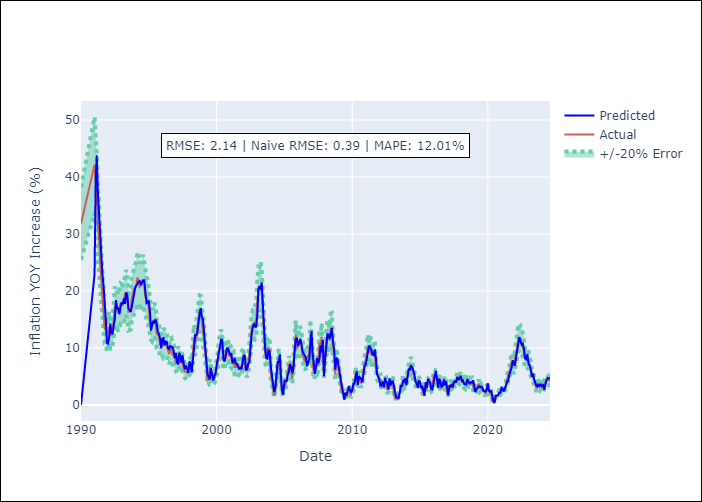 RMSE: 2.14 | Naive RMSE: 0.39 | MAPE: 12.01%
Predicted
Actual
+/-20% Error
Inflation YOY Increase (%)
50
40
30
20
10
0
1990
2000
2010
2020
Date